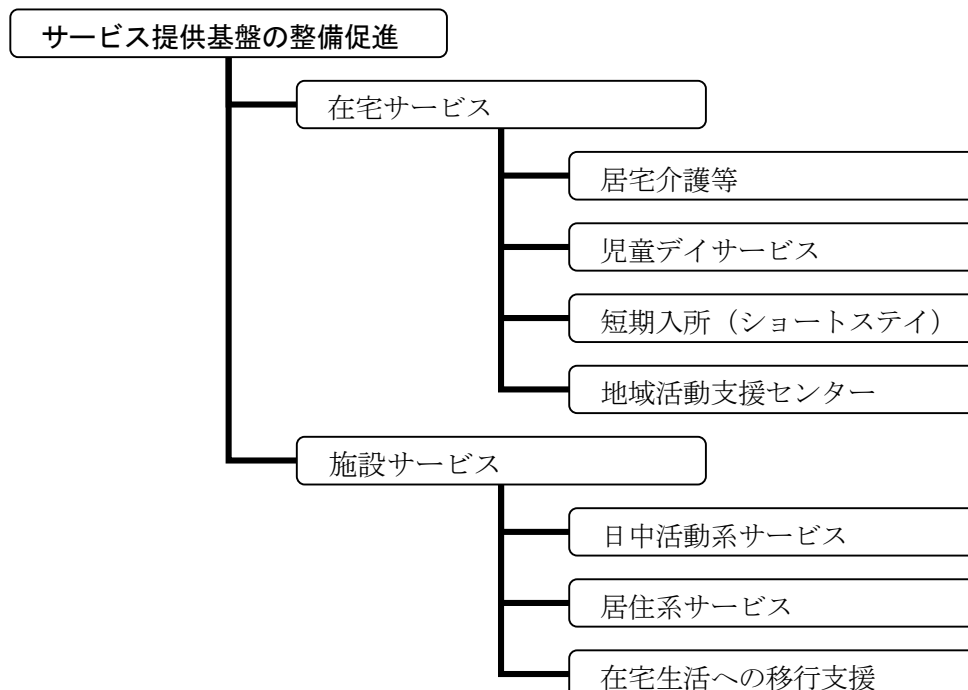 サービス提供基盤の整備促進
在宅サービス
居宅介護等
児童デイサービス
短期入所（ショートステイ）
地域活動支援センター
施設サービス
日中活動系サービス
居住系サービス
在宅生活への移行支援